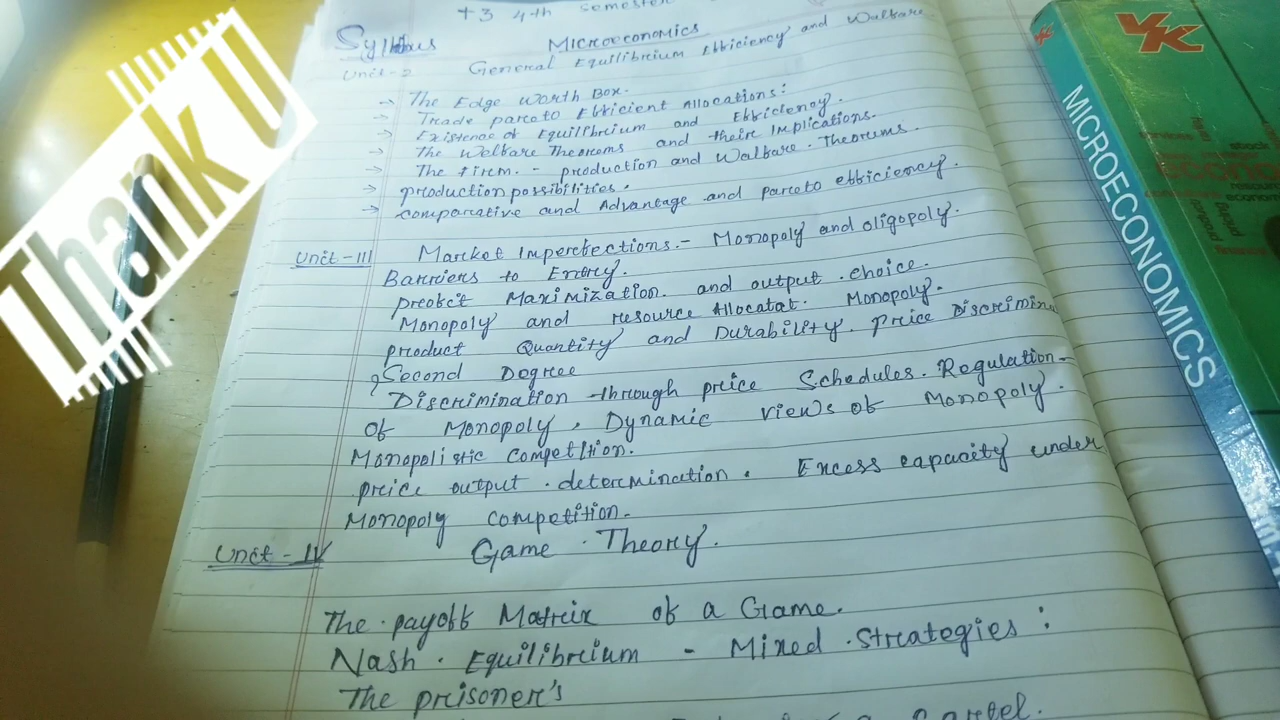 +3 4th Semester
Syllabus Microeconomics
Unit-2 General Equilibrium Efficiency and Walfare
→ The Edge worth Box.
→ Trade pareto Efficient Allocations:
→ Existence of Equilibrium and Efficiency.
→ The Welfare Theorems and their Implications.
→ The firm. - production and Walfare. Theorums.
→ production possibilities.
→ comparative and Advantage and pareto efficiency.
Unit-III Market Imperfections.- Monopoly and oligopoly.
Barriers to Entry.
Maximization. and output. choice.
Monopoly and resource Allocatat. Monopoly.
product Quantity and Durability. Price Discrimin
Second Degree
Discrimination through price Schedules. Regulation-
of Monopoly, Dynamic views of Monopoly.
Monopolistic Competition.
price output. determination. Excess capacity under
Monopoly competition.
Unit-IV Game. Theory.
The payoff Matrix of a Game.
Nash. Equilibrium - Mixed. Strategies:
The prisoner's
a cartel.
Thank U
VK
MICROECONOMICS